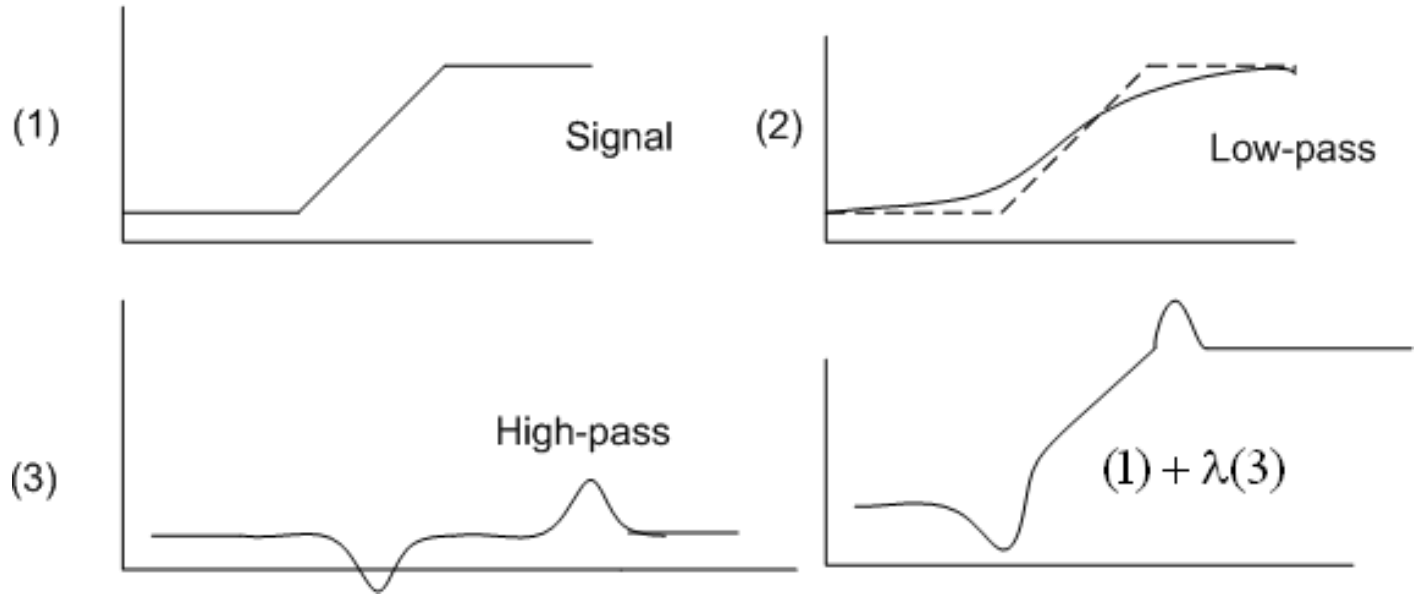 (1)
Signal
(2)
Low-pass
(3)
High-pass
(1) + λ(3)